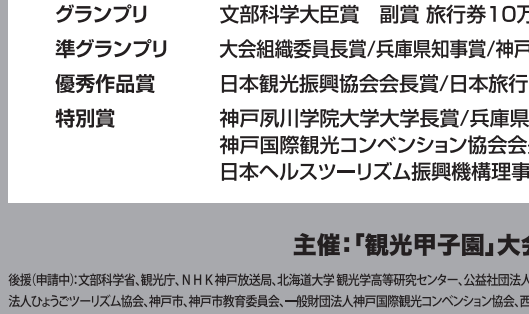 グランプリ 文部科学大臣賞 副賞 旅行券10万
準グランプリ 大会組織委員長賞/兵庫県知事賞/神戸
優秀作品賞 日本観光振興協会会長賞/日本旅行
特別賞 神戸夙川学院大学大学長賞/兵庫県
神戸国際観光コンベンション協会会
日本ヘルスツーリズム振興機構理事
主催：「観光甲子園」大会
後援（申請中）：文部科学省、観光庁、NHK神戸放送局、北海道大学 観光学高等研究センター、公益社団法人
法人ひょうごツーリズム協会、神戸市、神戸市教育委員会、一般財団法人神戸国際観光コンベンション協会、西